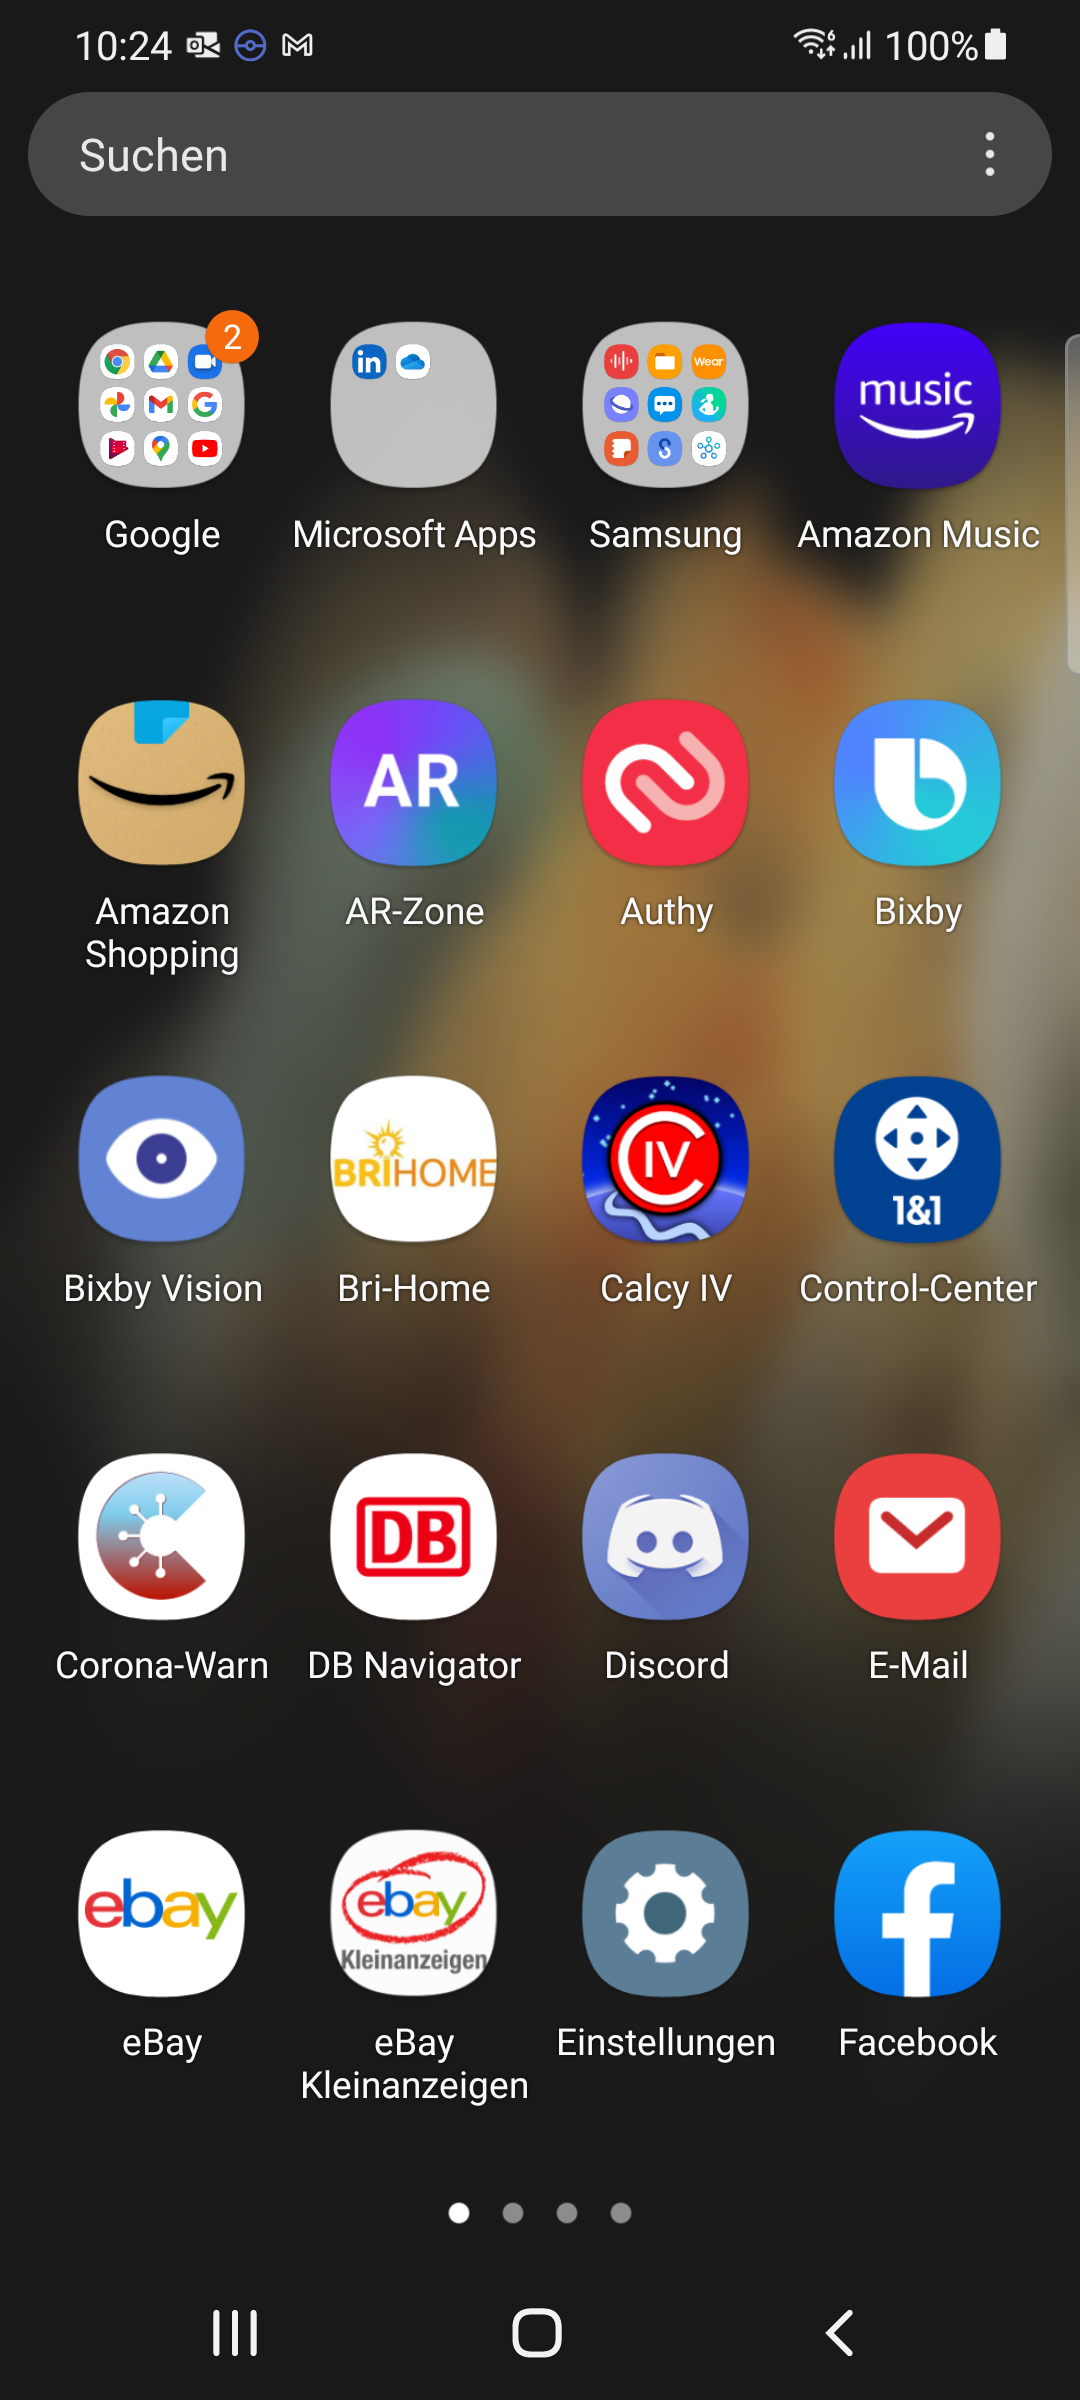 10:24
100%
Suchen
2
in
Wear
music
Google
Microsoft Apps
Samsung
Amazon Music
AR
Amazon
Shopping
AR-Zone
Authy
Bixby
BRIHOME
IV
1&1
Bixby Vision
Bri-Home
Calcy IV
Control-Center
DB
Corona-Warn
DB Navigator
Discord
E-Mail
ebay
ebay
Kleinanzeigen
eBay
eBay
Kleinanzeigen
Einstellungen
Facebook